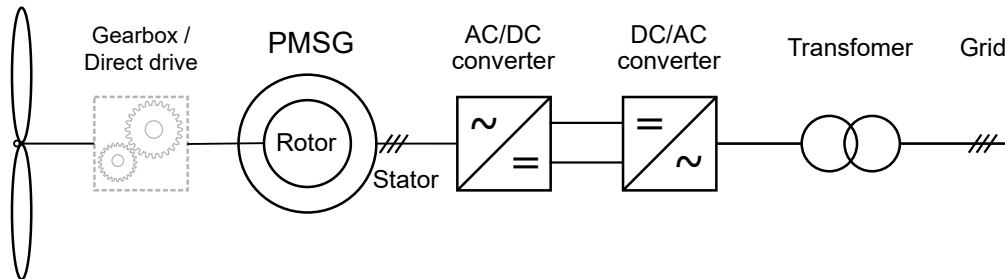 Gearbox /
Direct drive
PMSG
Rotor
Stator
AC/DC
converter
DC/AC
converter
Transfomer
Grid